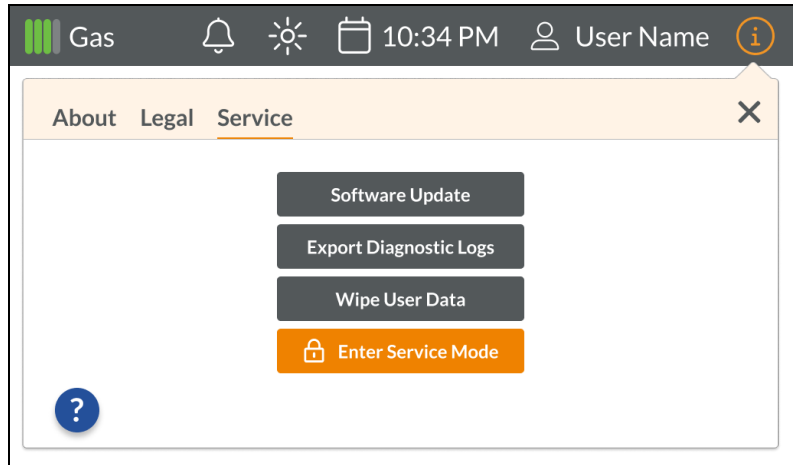 Gas 10:34 PM User Name i
About Legal Service
Software Update
Export Diagnostic Logs
Wipe User Data
Enter Service Mode
?